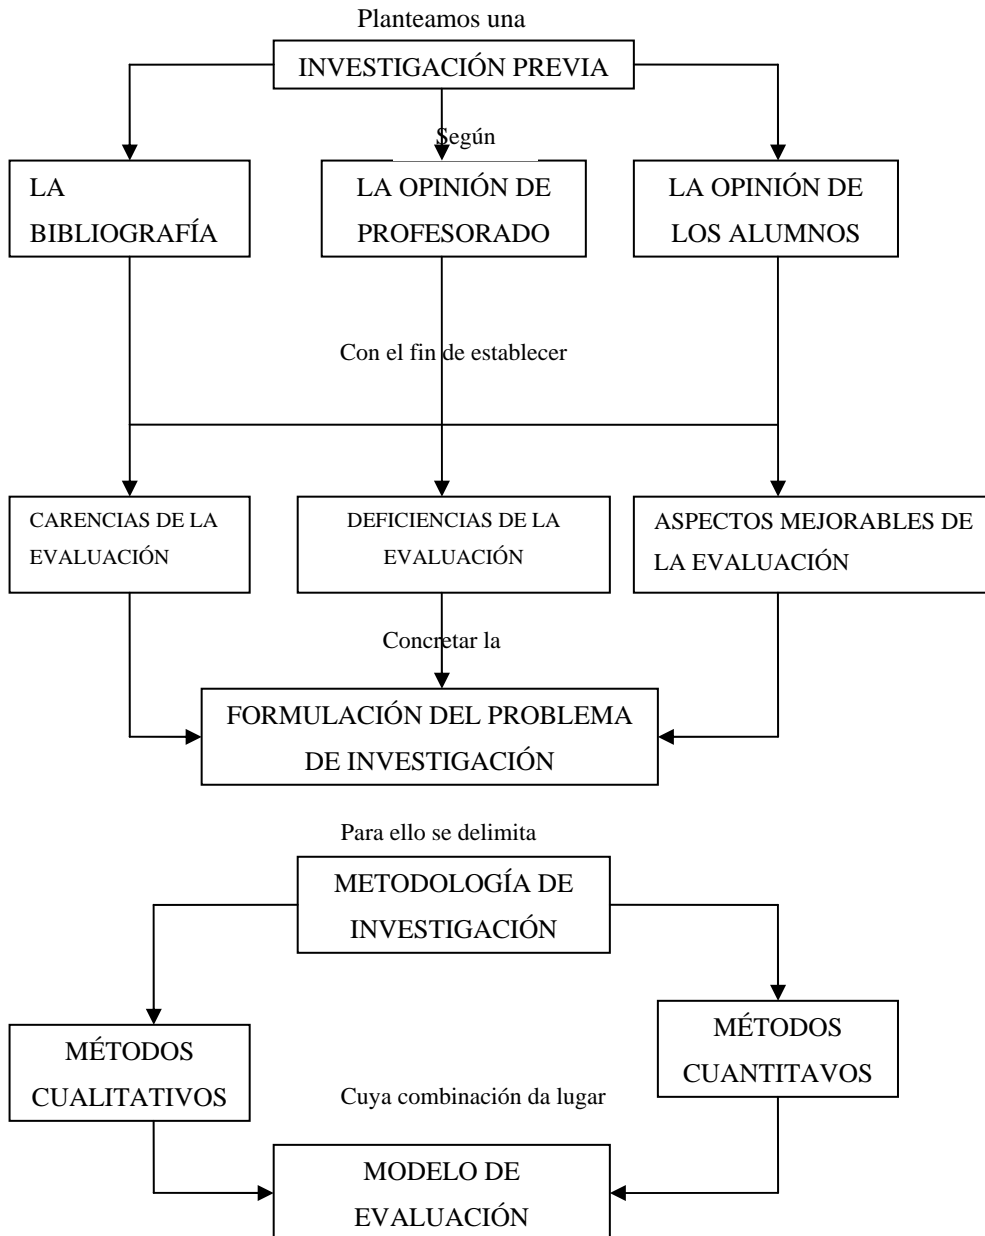 Planteamos una
INVESTIGACIÓN PREVIA
Según
LA
BIBLIOGRAFÍA
LA OPINIÓN DE
PROFESORADO
LA OPINIÓN DE
LOS ALUMNOS
Con el fin de establecer
CARENCIAS DE LA
EVALUACIÓN
DEFICIENCIAS DE LA
EVALUACIÓN
ASPECTOS MEJORABLES DE
LA EVALUACIÓN
Concretar la
FORMULACIÓN DEL PROBLEMA
DE INVESTIGACIÓN
Para ello se delimita
METODOLOGÍA DE
INVESTIGACIÓN
MÉTODOS
CUALITATIVOS
MÉTODOS
CUANTITAVOS
Cuya combinación da lugar
MODELO DE
EVALUACIÓN